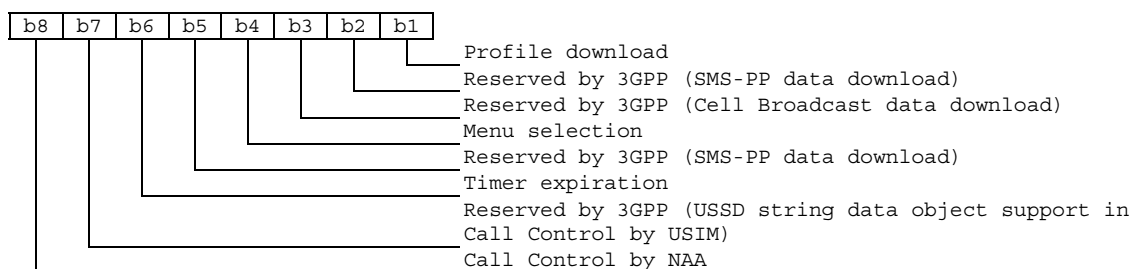 b8 b7 b6 b5 b4 b3 b2 b1
Profile download
Reserved by 3GPP (SMS-PP data download)
Reserved by 3GPP (Cell Broadcast data download)
Menu selection
Reserved by 3GPP (SMS-PP data download)
Timer expiration
Reserved by 3GPP (USSD string data object support in
Call Control by USIM)
Call Control by NAA